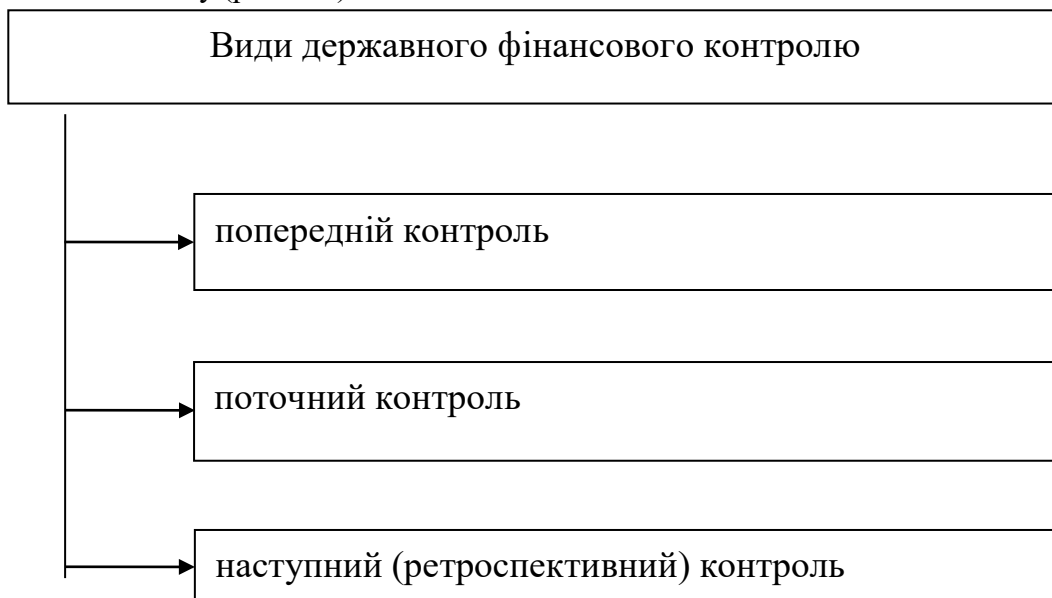 Види державного фінансового контролю
попередній контроль
поточний контроль
наступний (ретроспективний) контроль